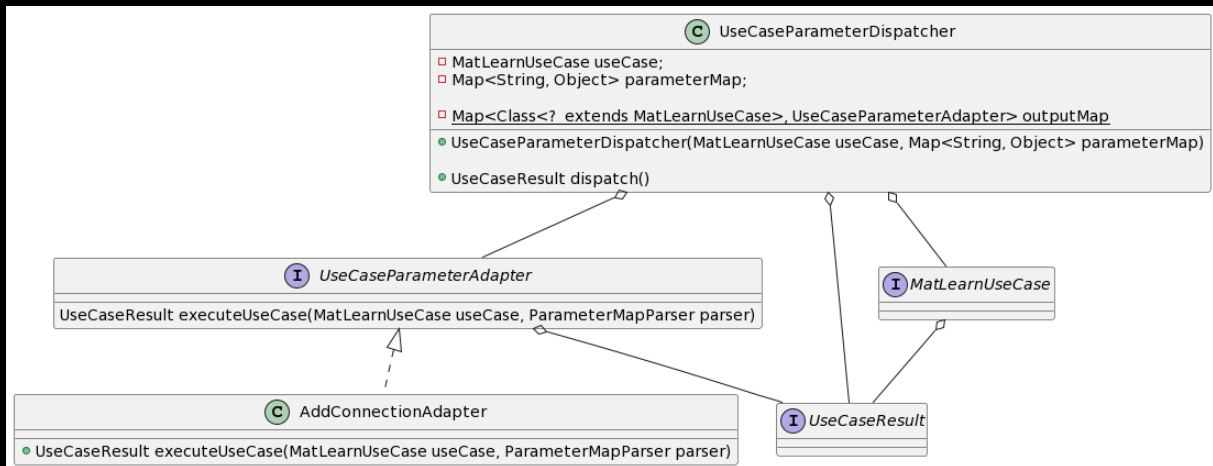 C UseCaseParameterDispatcher
MatLearnUseCase useCase;
Map<String, Object> parameterMap;
Map<Class<? extends MatLearnUseCase>, UseCaseParameterAdapter> outputMap
UseCaseParameterDispatcher(MatLearnUseCase useCase, Map<String, Object> parameterMap)
UseCaseResult dispatch()
I UseCaseParameterAdapter
UseCaseResult executeUseCase(MatLearnUseCase useCase, ParameterMapParser parser)
I MatLearnUseCase
C AddConnectionAdapter
UseCaseResult executeUseCase(MatLearnUseCase useCase, ParameterMapParser parser)
I UseCaseResult